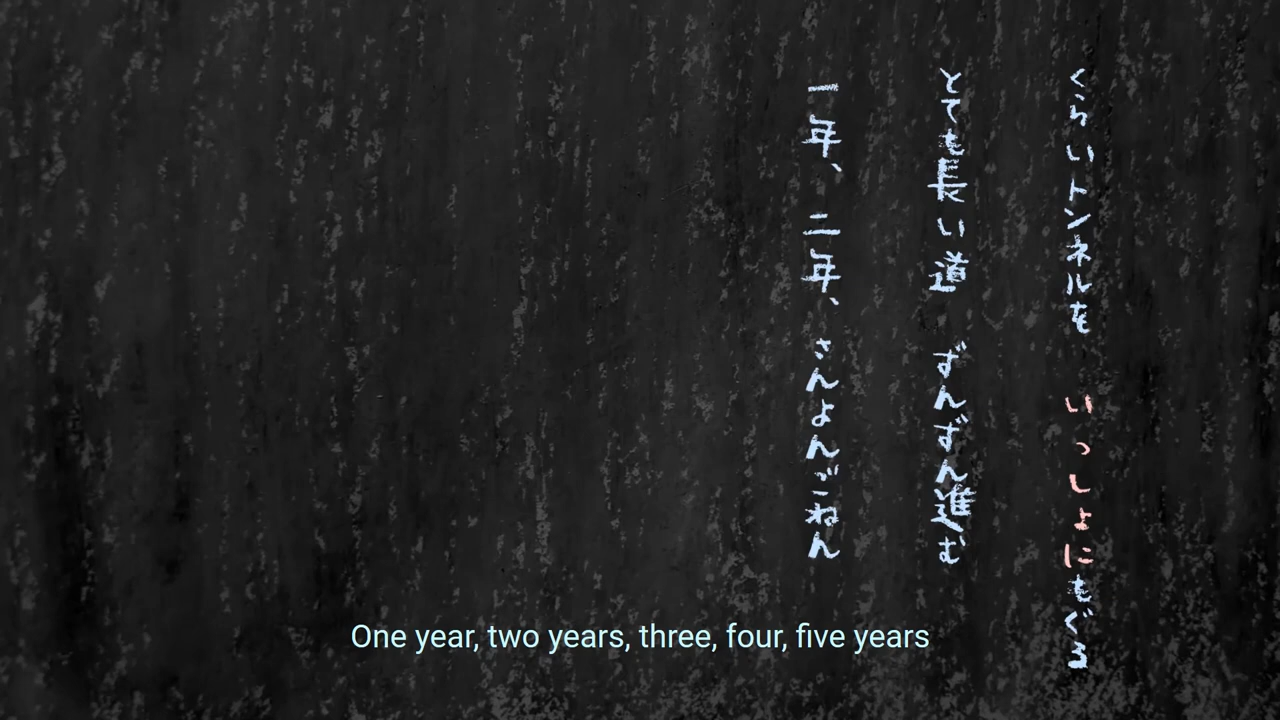 くらいトンネルを　いっしょにもぐる
とても長い道　ずんずん進む
一年、二年、さんよんごねん
One year, two years, three, four, five years